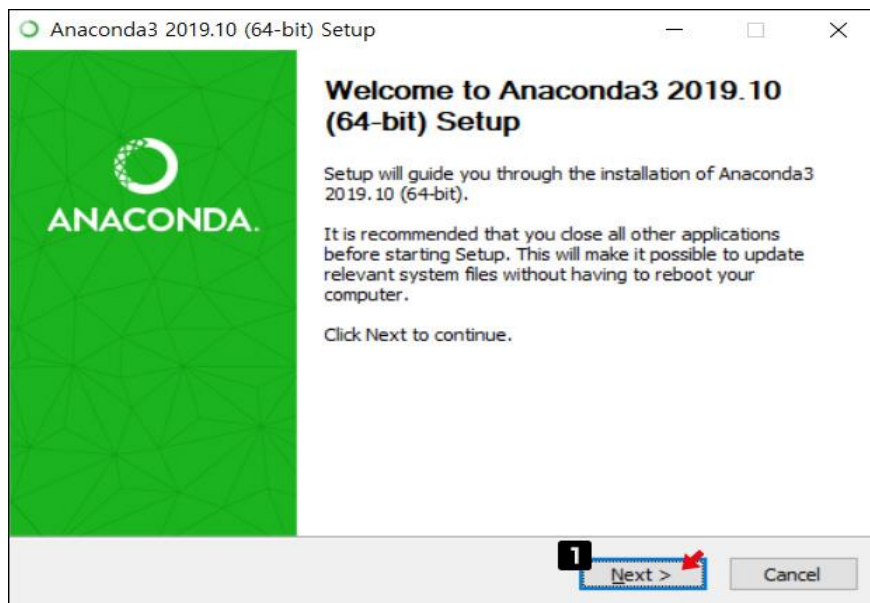 Anaconda3 2019.10 (64-bit) Setup
ANACONDA.
Welcome to Anaconda3 2019.10
(64-bit) Setup
Setup will guide you through the installation of Anaconda3
2019.10 (64-bit).
It is recommended that you close all other applications
before starting Setup. This will make it possible to update
relevant system files without having to reboot your
computer.
Click Next to continue.
1
Next >
Cancel